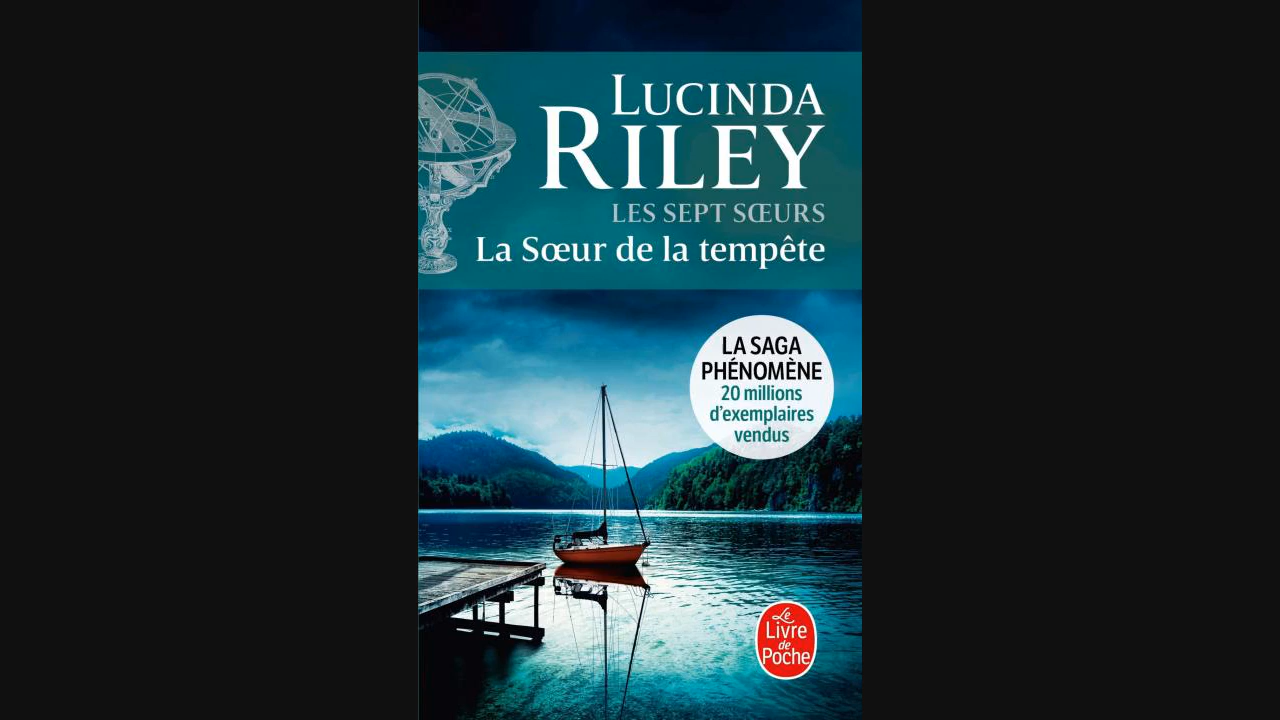 LUCINDA
RILEY
LES SEPT SŒURS
La Sœur de la tempête
LA SAGA
PHÉNOMÈNE
20 millions
d'exemplaires
vendus
Le
Livre
de
Poche